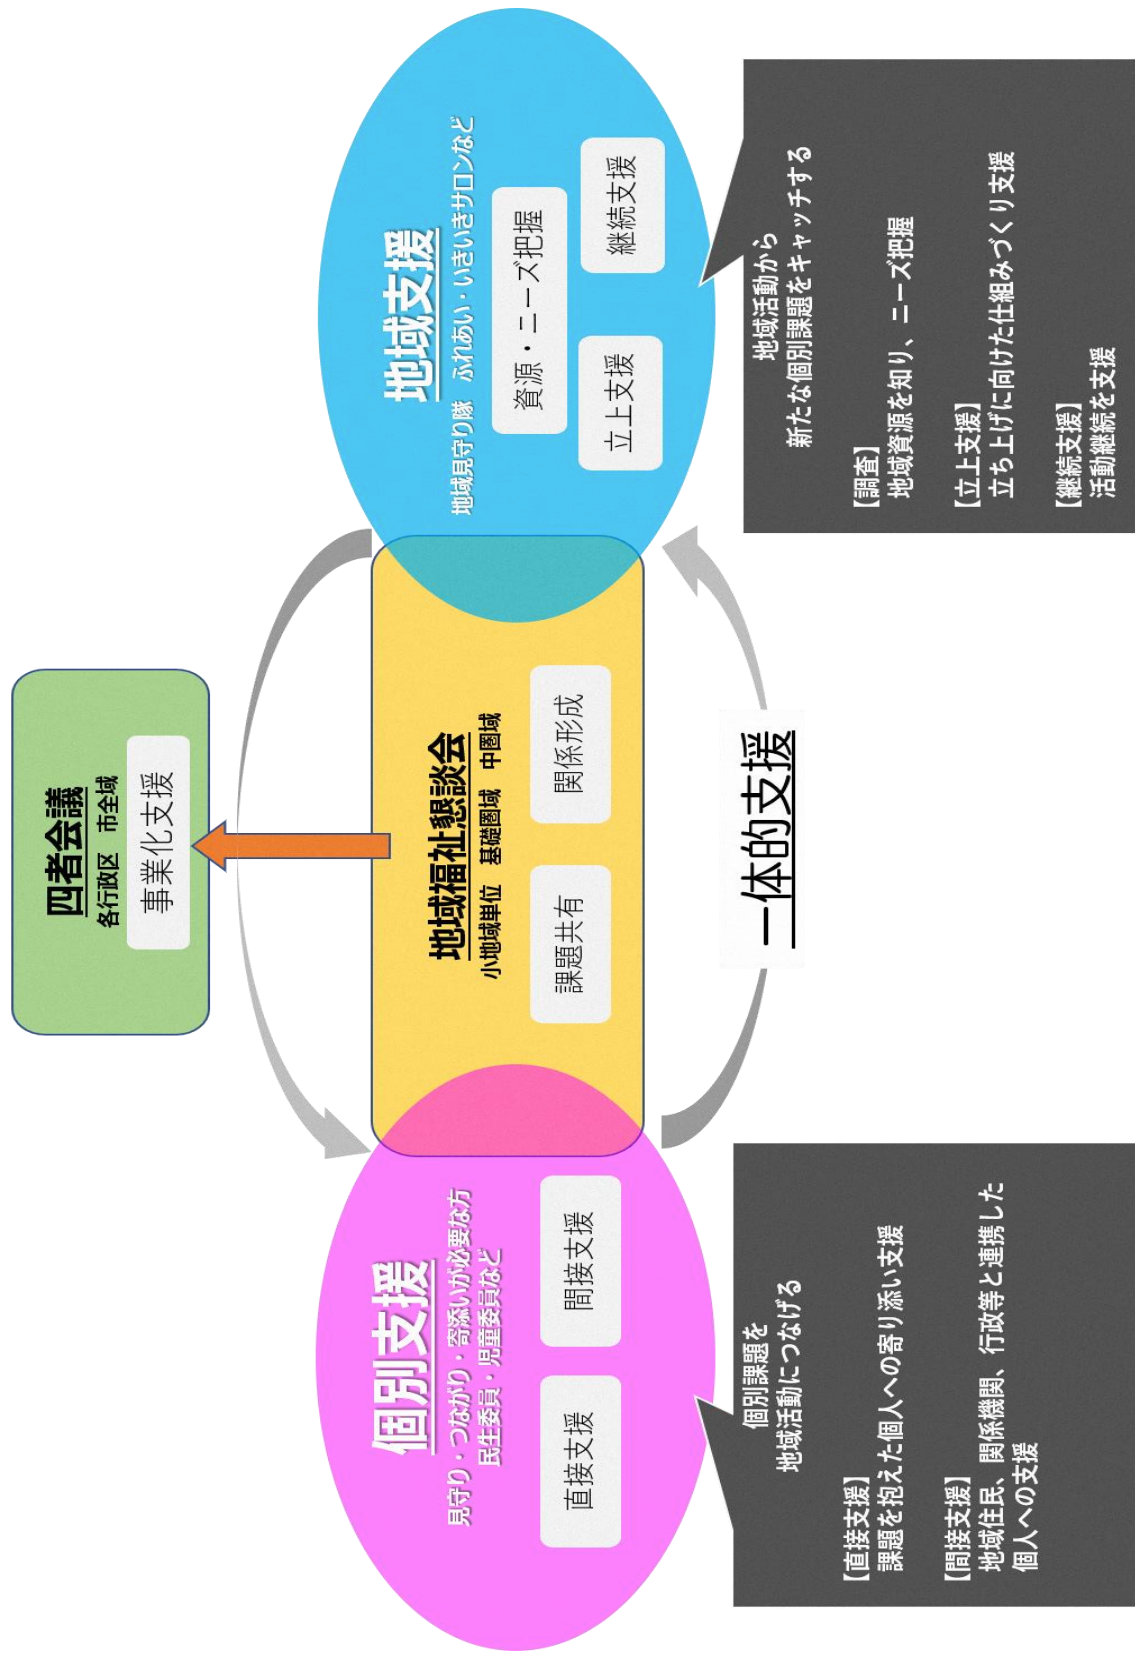 四者会議
各行政区　市全域
事業化支援
個別支援
見守り・つながり・寄添いが必要な方
民生委員・児童委員など
直接支援
間接支援
地域福祉懇談会
小地域単位　基礎圏域　中圏域
課題共有
関係形成
地域支援
地域見守り隊　ふれあい・いきいきサロンなど
資源・ニーズ把握
立上支援
継続支援
一体的支援
個別課題を
地域活動につなげる
【直接支援】
課題を抱えた個人への寄り添い支援
【間接支援】
地域住民、関係機関、行政等と連携した
個人への支援
地域活動から
新たな個別課題をキャッチする
【調査】
地域資源を知り、ニーズ把握
【立上支援】
立ち上げに向けた仕組みづくり支援
【継続支援】
活動継続を支援